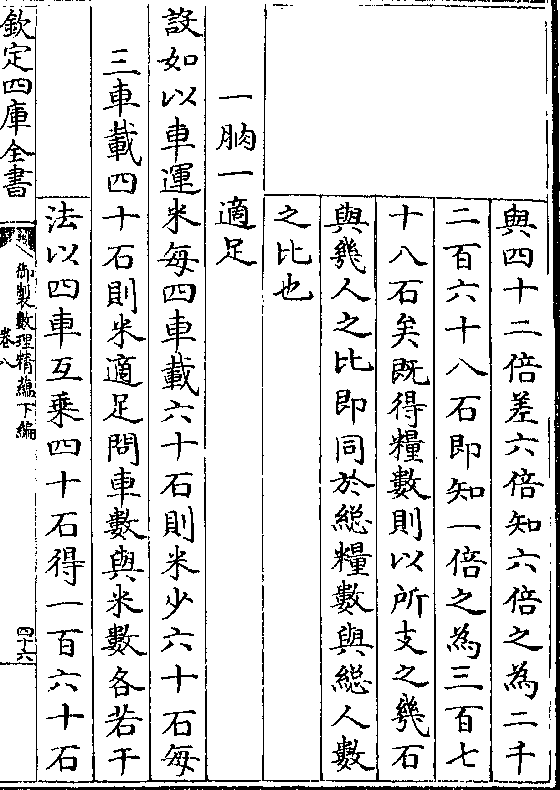 與四十二倍差六倍知六倍之為二千
二百六十八石即知一倍之為三百七
十八石矣既得糧數則以所支之幾石
與幾人之比即同於總糧數與總人數
之比也
一朒一適足
設如以車運米每四車載六十石則米少六十石每
三車載四十石則米適足問車數與米數各若干
法以四車互乗四十石得一百六十石
欽定四庫全書
御製數理精藴下編
卷八
四十六